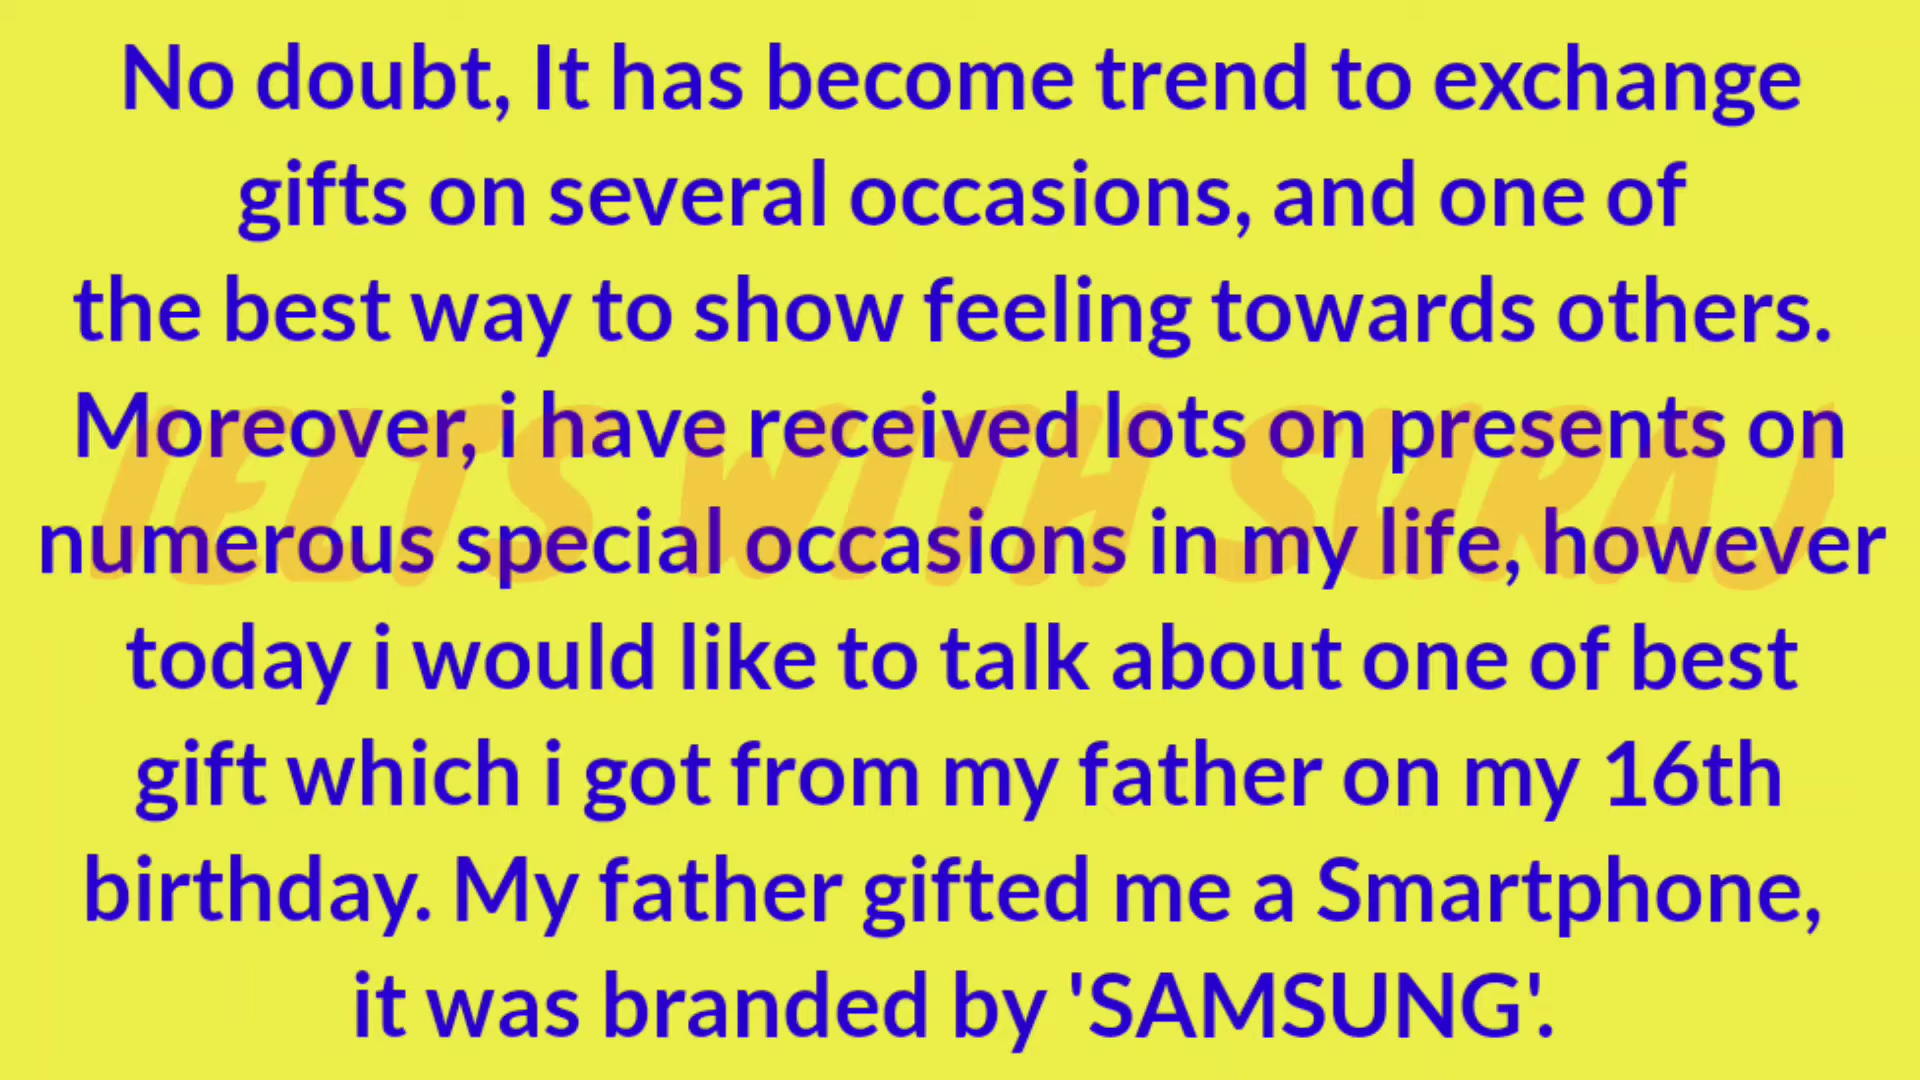 No doubt, It has become trend to exchange
gifts on several occasions, and one of
the best way to show feeling towards others.
Moreover, i have received lots on presents on
IELTS WITH SURAJ
numerous special occasions in my life, however
today i would like to talk about one of best
gift which i got from my father on my 16th
birthday. My father gifted me a Smartphone,
it was branded by 'SAMSUNG'.